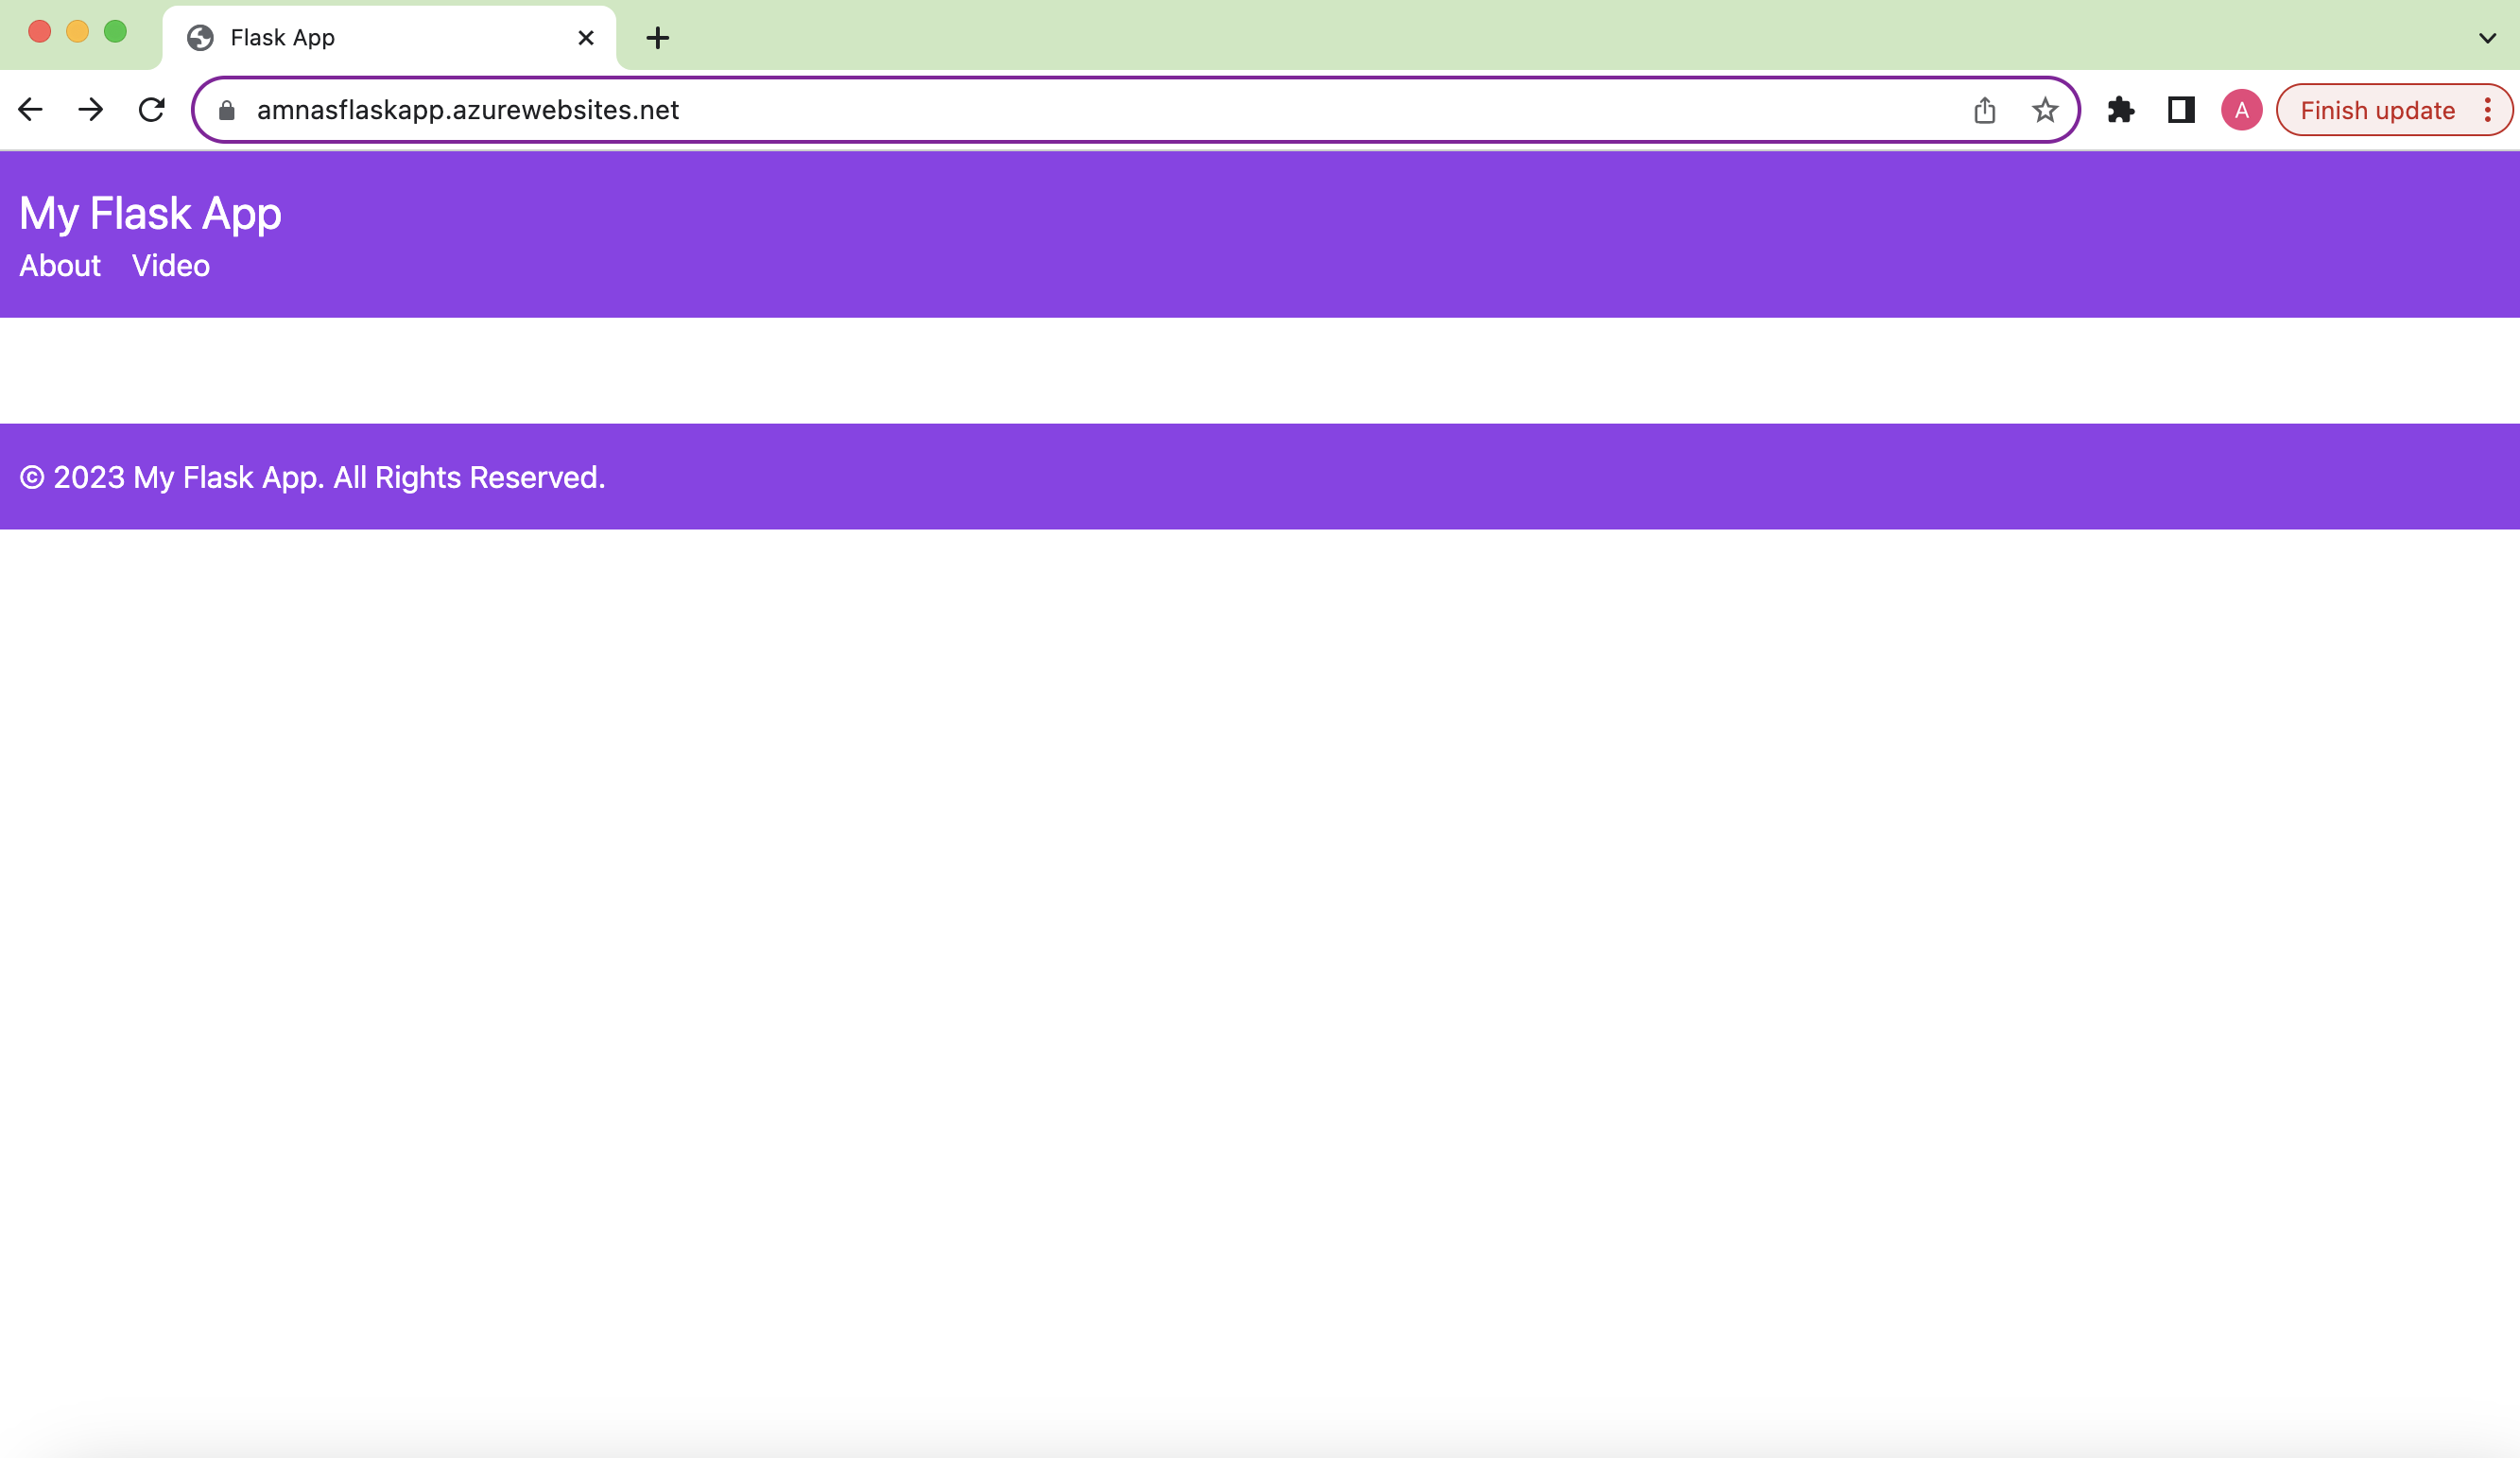 Flask App
amnasflaskapp.azurewebsites.net
A
Finish update
My Flask App
About Video
© 2023 My Flask App. All Rights Reserved.